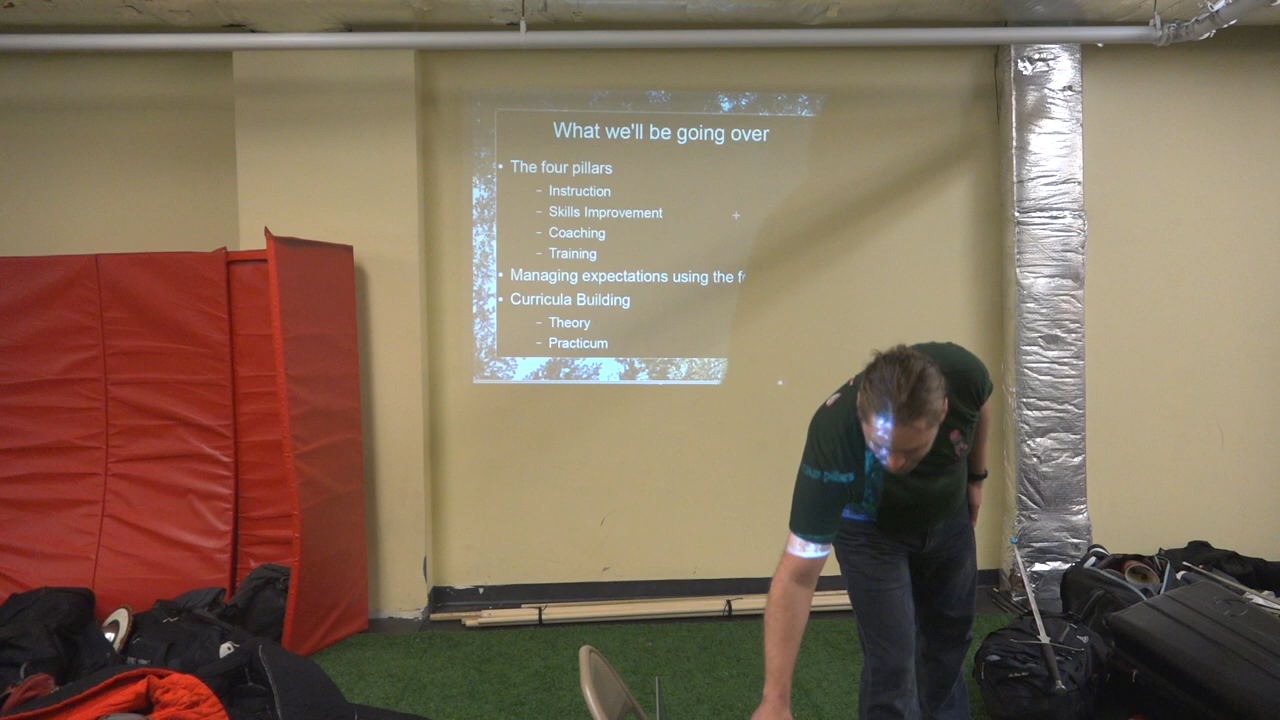 What we'll be going over
• The four pillars
– Instruction
– Skills Improvement
– Coaching
– Training
• Managing expectations using the
• Curricula Building
– Theory
– Practicum